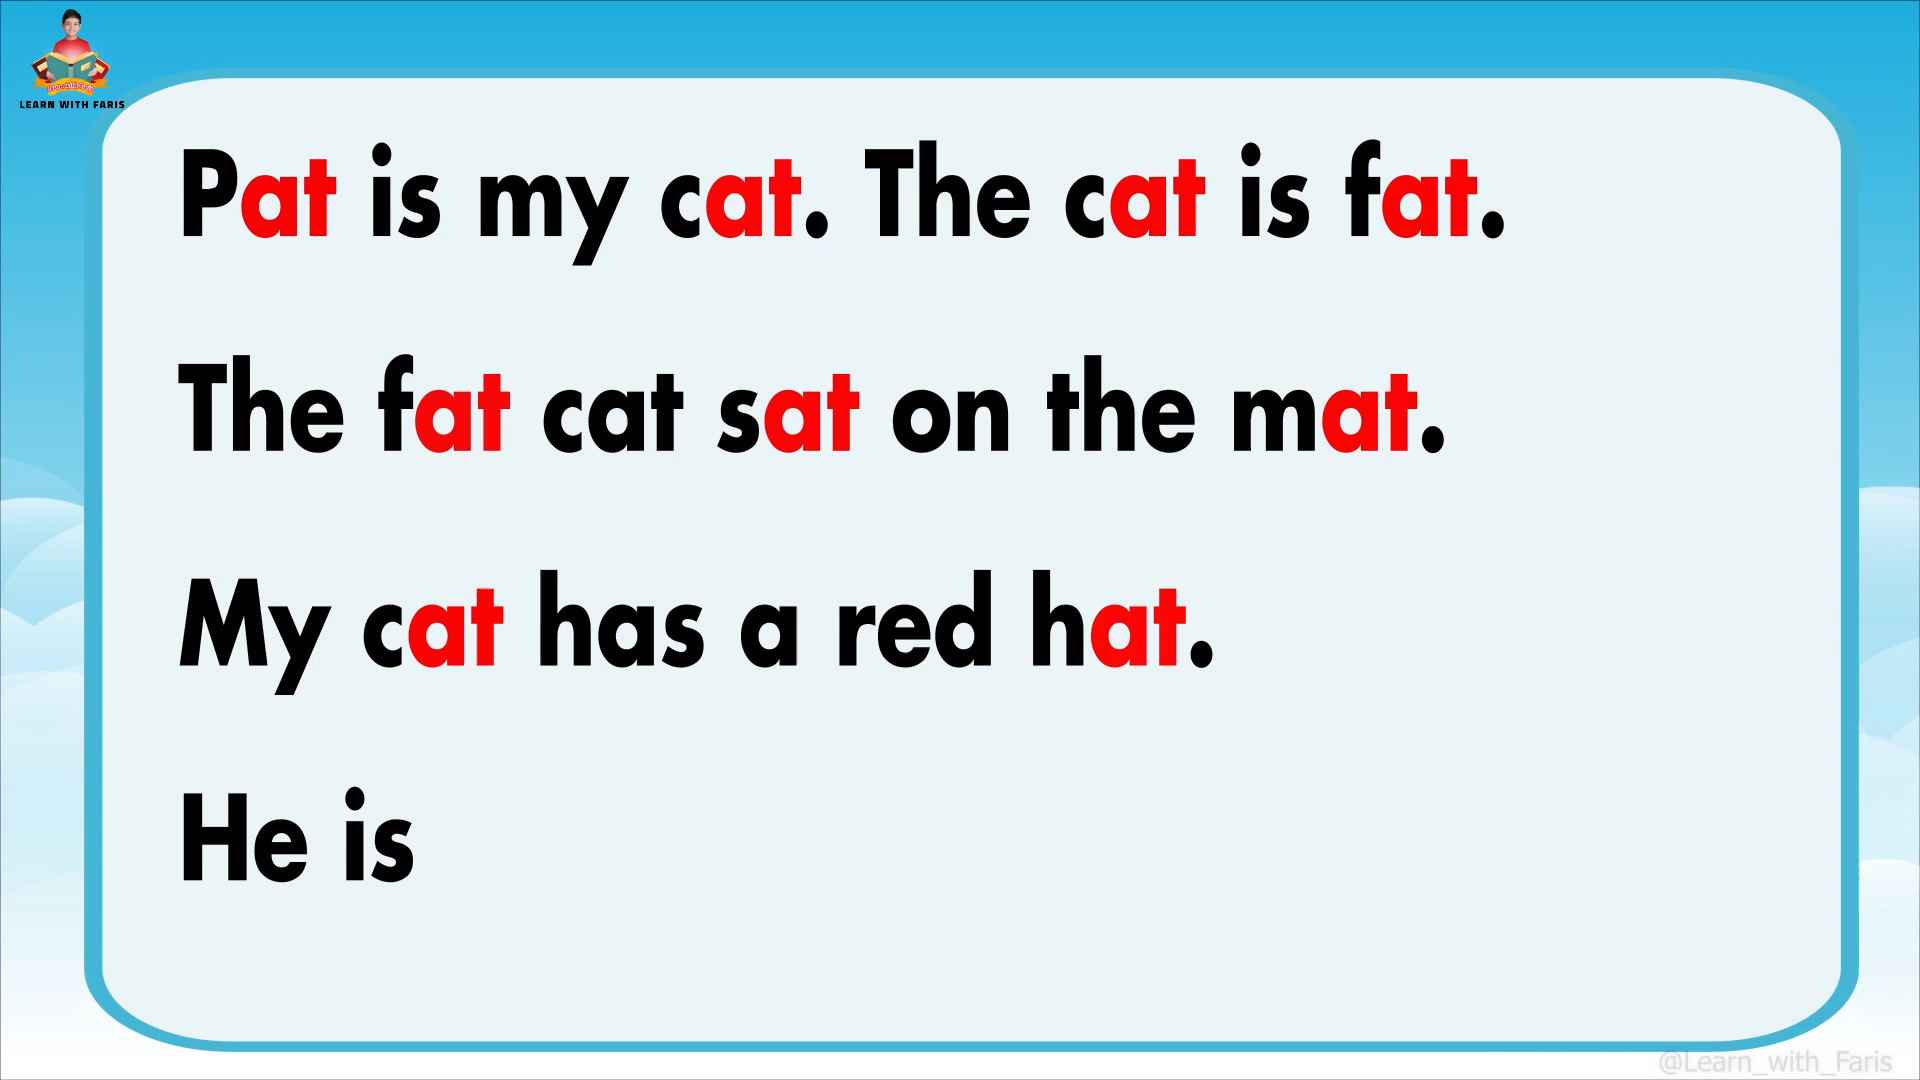 LEARN WITH FARIS
Pat is my cat. The cat is fat.
The fat cat sat on the mat.
My cat has a red hat.
He is
@Learn_with_Faris